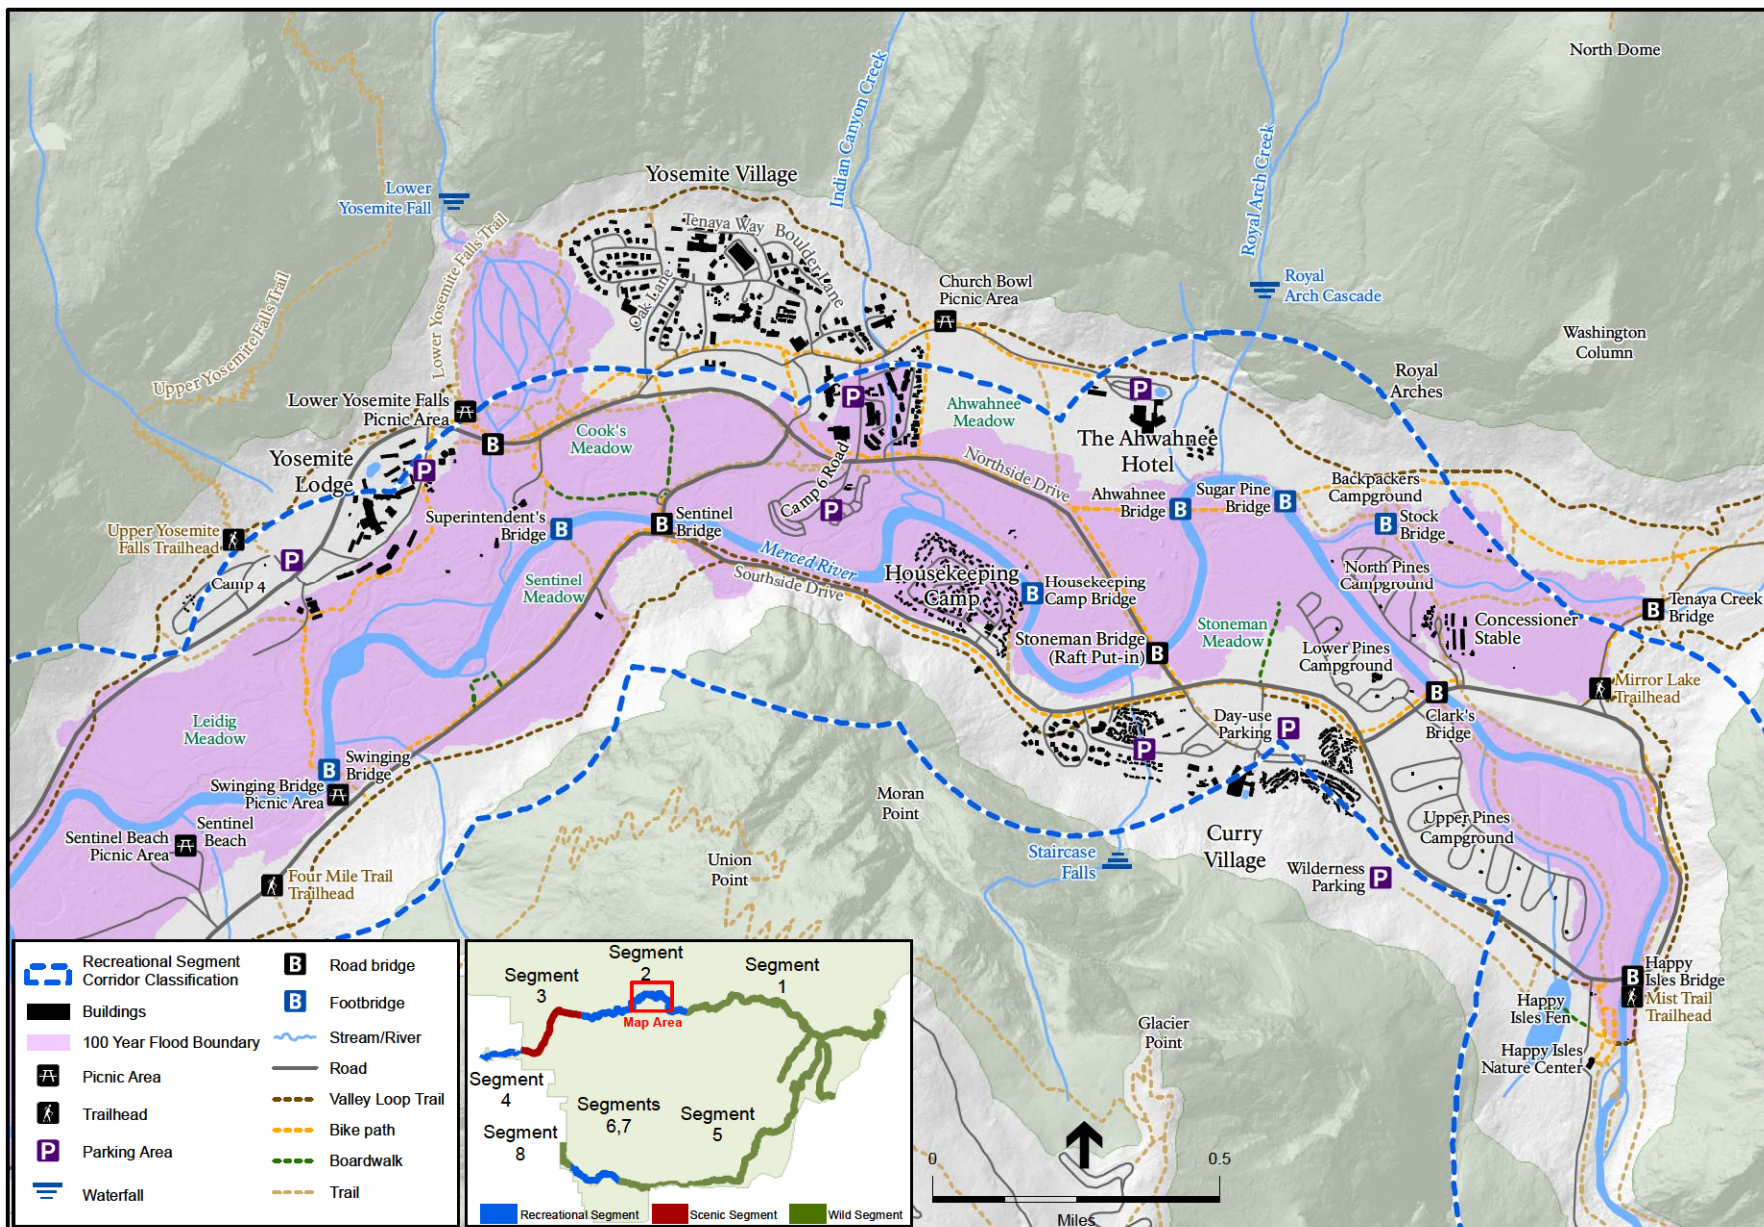 North Dome
Indian Canyon Creek
Royal Arch Creek
Yosemite Village
Lower
Yosemite Fall
Tenaya Way
Boulder Lane
Oak Lane
Lower Yosemite Falls Trail
Upper Yosemite Falls Trail
Church Bowl
Picnic Area
Royal
Arch Cascade
Washington
Column
Royal
Arches
Lower Yosemite Falls
Picnic Area
B
P
P
P
Cook's
Meadow
Ahwahnee
Meadow
The Ahwahnee
Hotel
Yosemite
Lodge
Camp 6 Road
Northside Drive
Ahwahnee
Bridge
B
Sugar Pine
Bridge
B
Backpackers
Campground
B
Stock
Bridge
Superintendent's
Bridge
B
B
Sentinel
Bridge
P
Upper Yosemite
Falls Trailhead
P
Camp 4
Merced River
Southside Drive
Sentinel
Meadow
Housekeeping
Camp
B
Housekeeping
Camp Bridge
North Pines
Campground
B
Tenaya Creek
Bridge
Concessioner
Stable
Stoneman
Meadow
Stoneman Bridge
(Raft Put-in)
B
Lower Pines
Campground
Mirror Lake
Trailhead
B
Clark's
Bridge
Leidig
Meadow
Day-use
Parking
P
P
B
Swinging
Bridge
Swinging Bridge
Picnic Area
Moran
Point
Sentinel Beach
Picnic Area
Sentinel
Beach
Upper Pines
Campground
Curry
Village
Staircase
Falls
Union
Point
Four Mile Trail
Trailhead
Wilderness
Parking
P
B
Happy
Isles Bridge
Mist Trail
Trailhead
Happy
Isles Fen
Happy Isles
Nature Center
Glacier
Point
Recreational Segment
Corridor Classification
Buildings
100 Year Flood Boundary
Picnic Area
Trailhead
P
Parking Area
Waterfall
B
Road bridge
B
Footbridge
Stream/River
Road
Valley Loop Trail
Bike path
Boardwalk
Trail
Segment
2
Segment
3
Segment
1
Map Area
Segment
4
Segments
6,7
Segment
5
Segment
8
Recreational Segment
Scenic Segment
Wild Segment
0
0.5
Miles